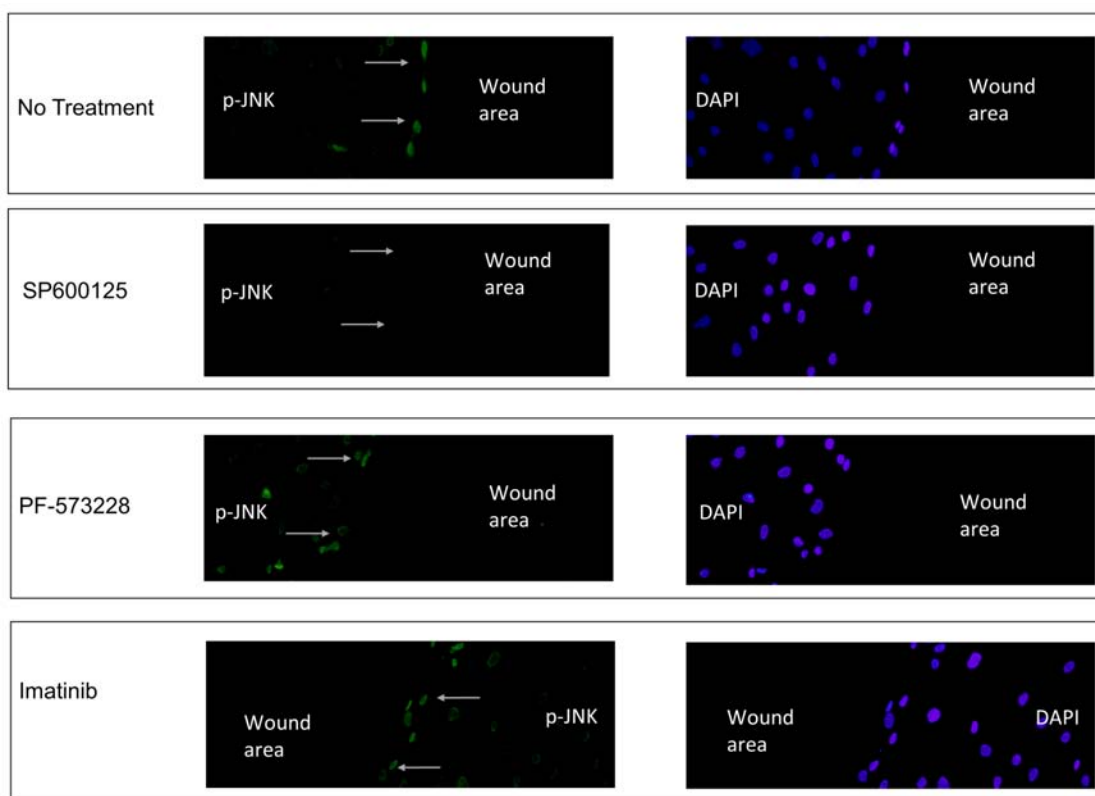 No Treatment
p-JNK
Wound
area
DAPI
Wound
area
SP600125
p-JNK
Wound
area
DAPI
Wound
area
PF-573228
p-JNK
Wound
area
DAPI
Wound
area
Imatinib
Wound
area
p-JNK
Wound
area
DAPI